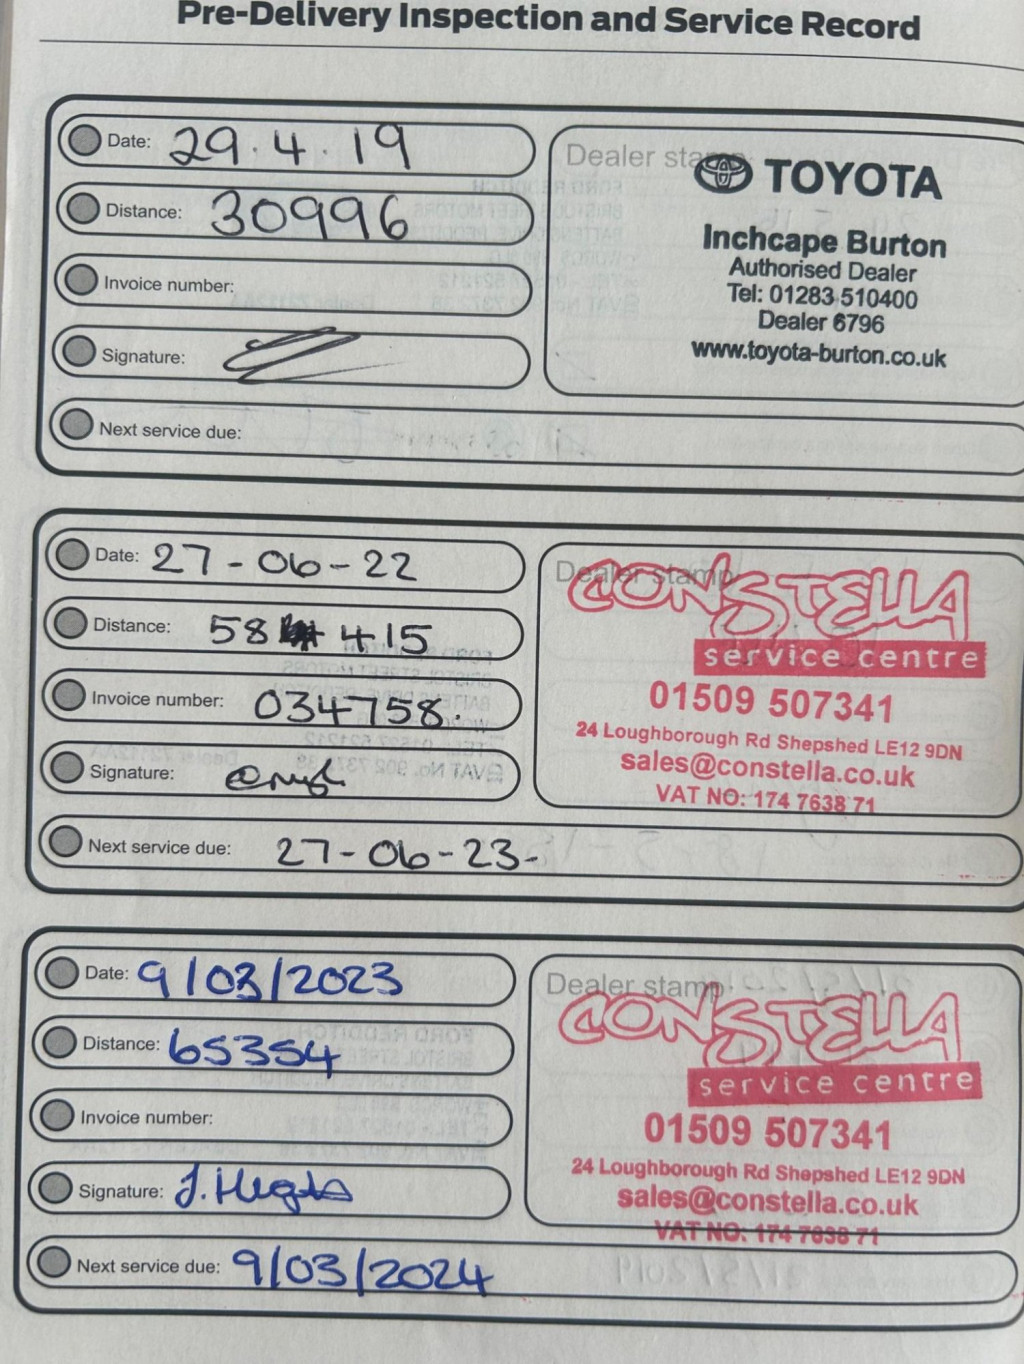 Pre-Delivery Inspection and Service Record
Date: 29.4.19
Distance: 30996
Invoice number:
Signature:
Next service due:
Dealer stamp
TOYOTA
Inchcape Burton
Authorised Dealer
Tel: 01283 510400
Dealer 6796
www.toyota-burton.co.uk
Date: 27-06-22
Distance: 58 415
Invoice number: 034758.
Signature:
Next service due: 27-06-23-
Dealer stamp
CONSTELLA
service centre
01509 507341
24 Loughborough Rd Shepshed LE12 9DN
sales@constella.co.uk
VAT NO: 174 7638 71
Date: 9/03/2023
Distance: 65354
Invoice number:
Signature:
Next service due: 9/03/2024
Dealer stamp
CONSTELLA
service centre
01509 507341
24 Loughborough Rd Shepshed LE12 9DN
sales@constella.co.uk
VAT NO: 174 7638 71